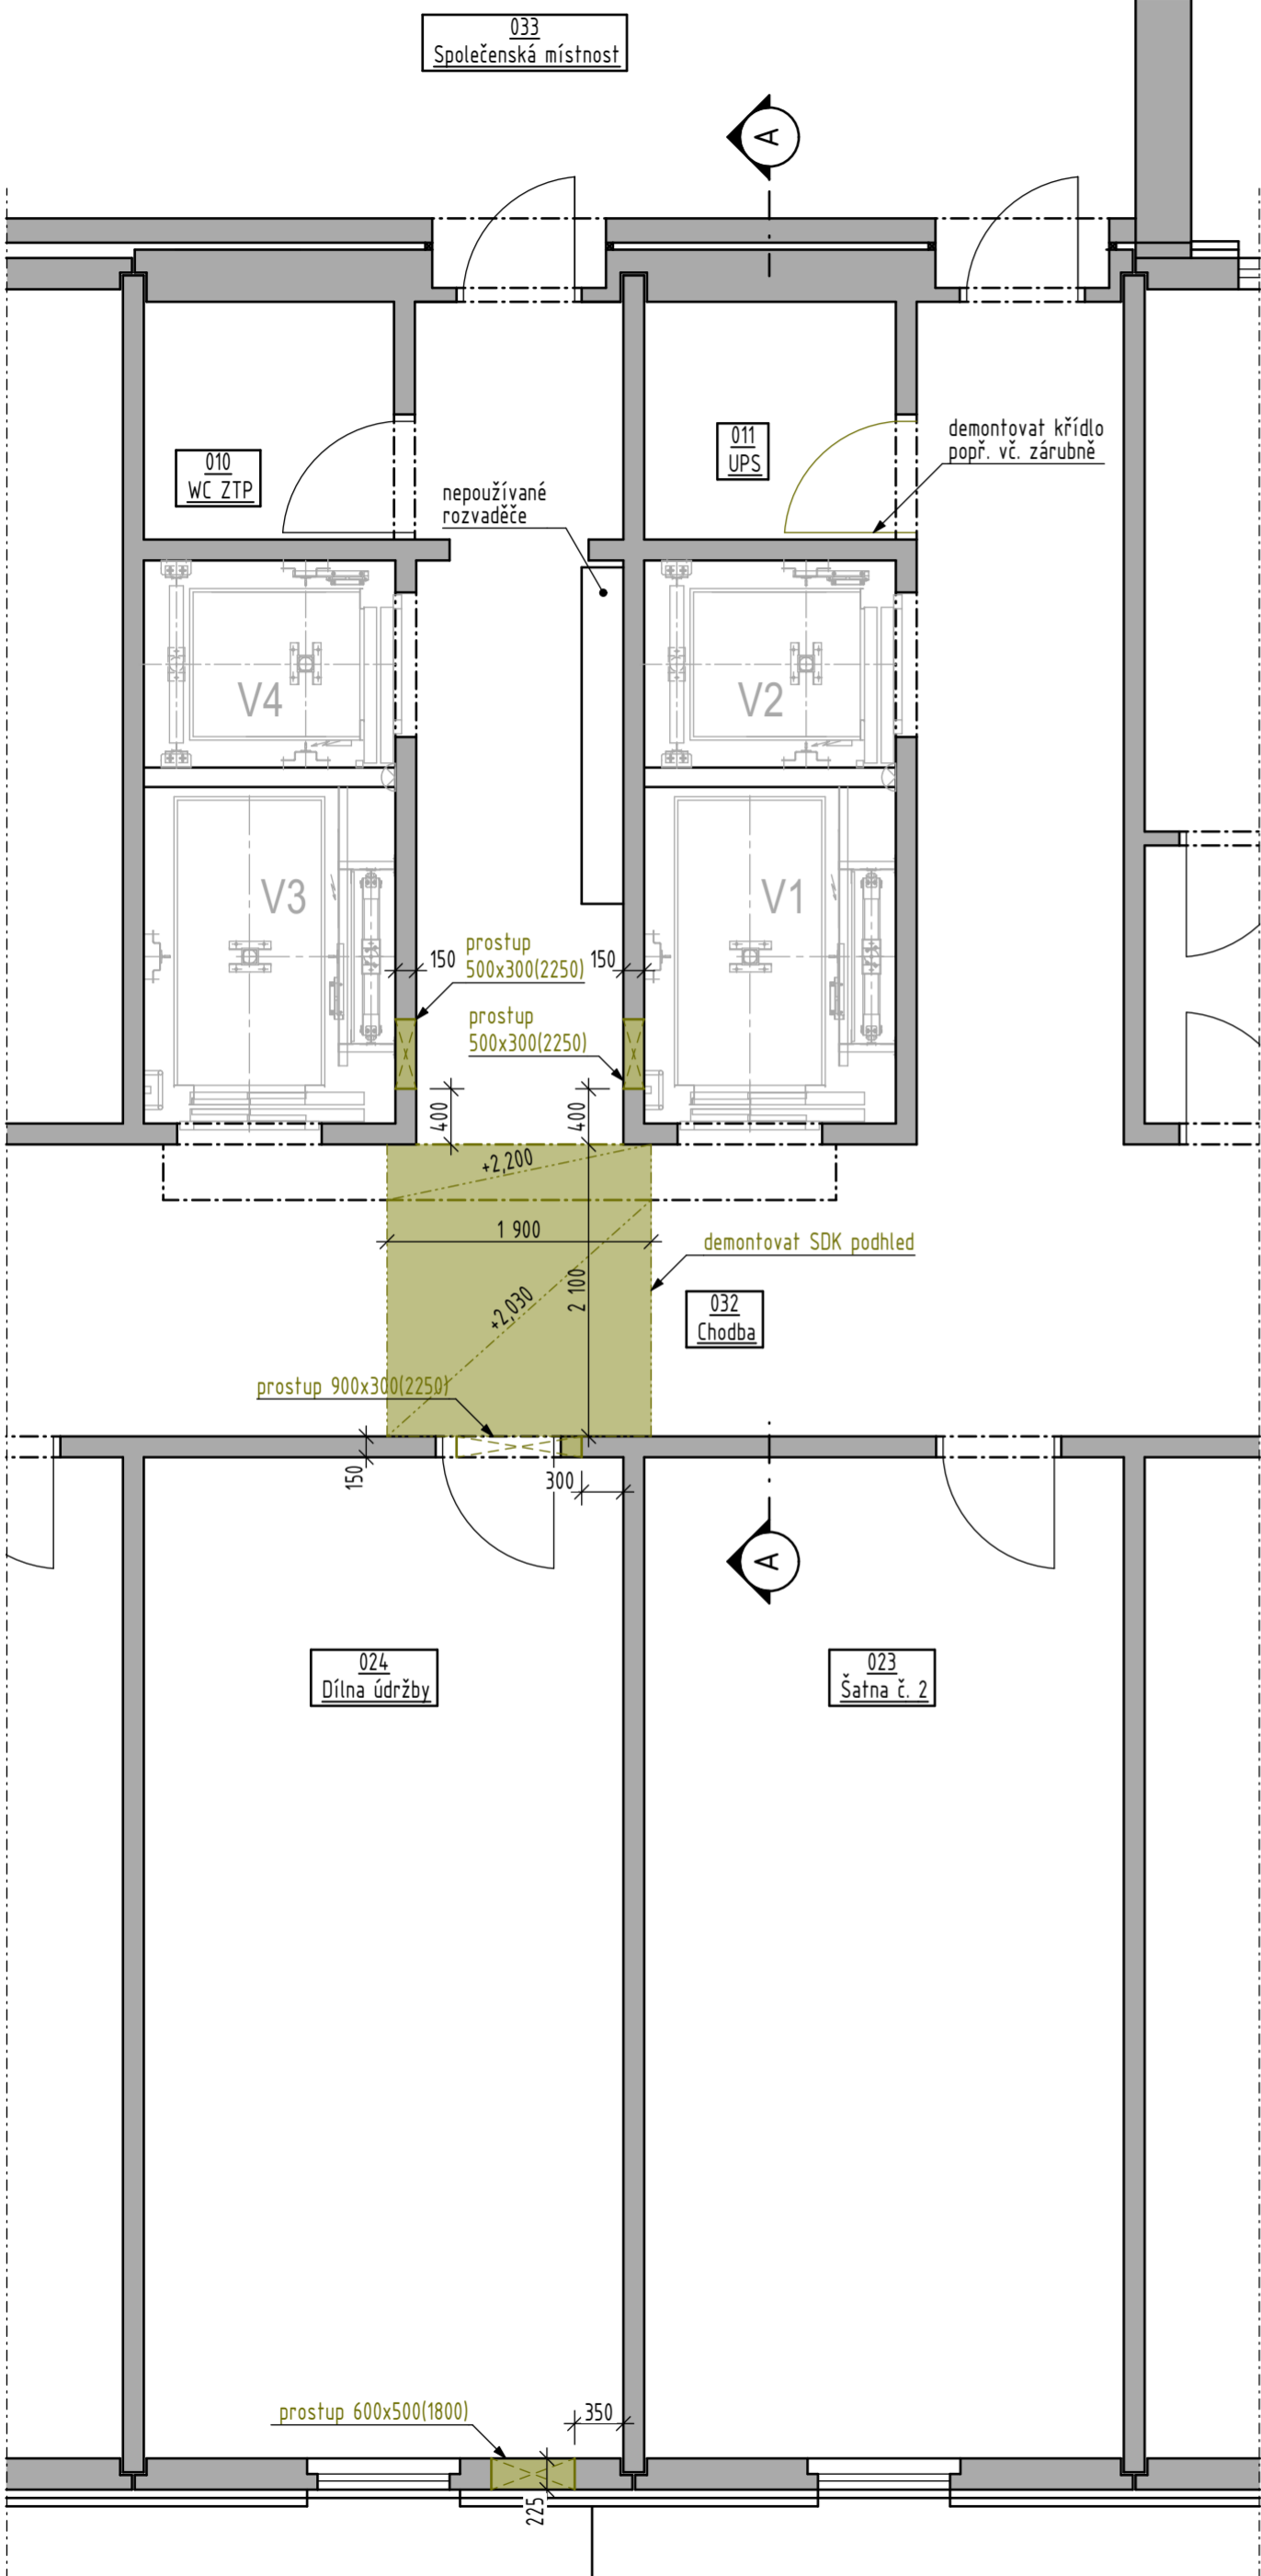 033
Společenská místnost
A
demontovat křídlo
popř. vč. zárubně
011
UPS
010
WC ZTP
nepoužívané
rozvaděče
V4
V2
V3
V1
prostup
500x300(2250)
150
150
prostup
500x300(2250)
400
400
+2,200
1 900
demontovat SDK podhled
2 100
+2,030
032
Chodba
prostup 900x300(2250)
150
300
A
024
Dílna údržby
023
Šatna č. 2
prostup 600x500(1800)
350
225